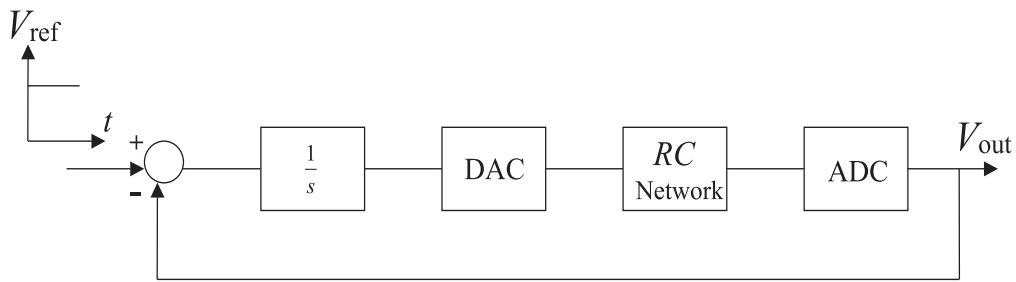 V_ref
t
+
-
1
s
DAC
RC
Network
ADC
V_out